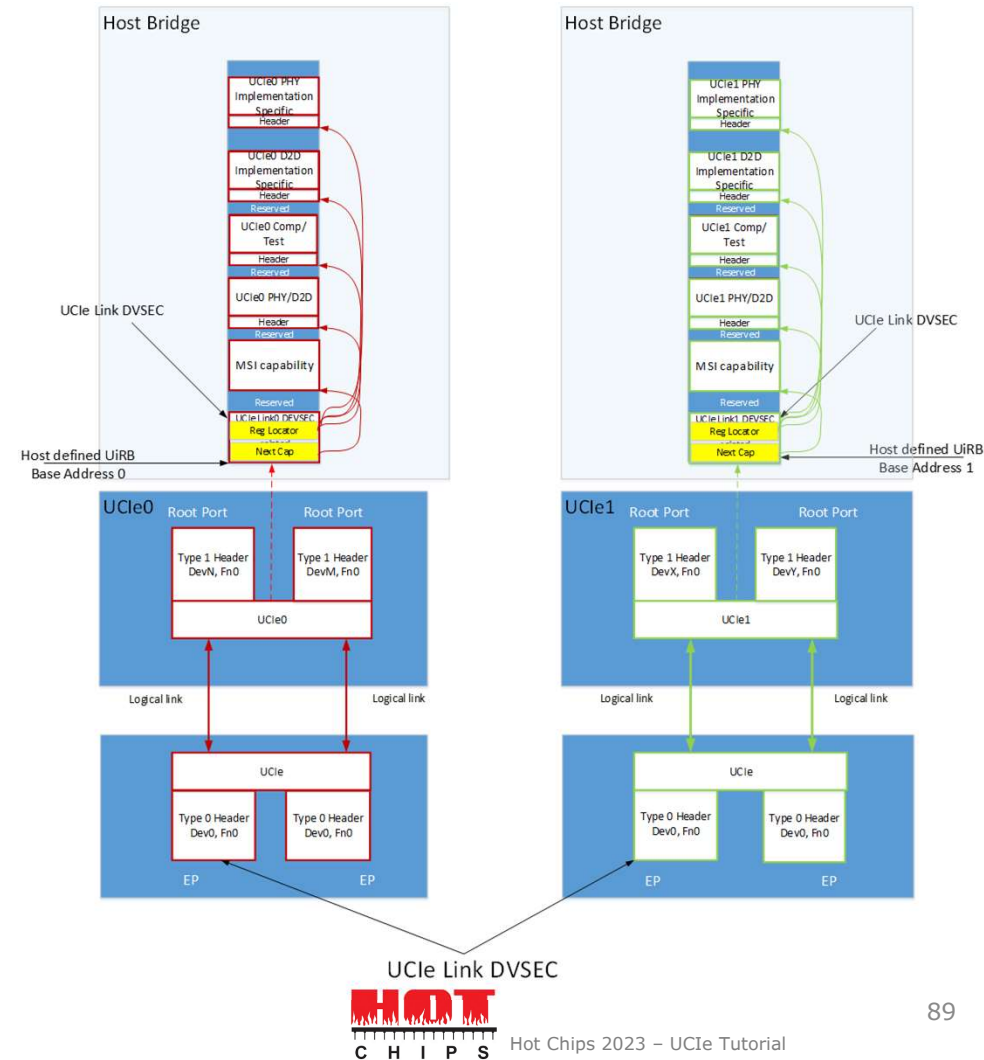 Host Bridge
UCIe0 PHY
Implementation
Specific
Header
UCIe0 D2D
Implementation
Specific
Header
Reserved
UCIe0 Comp/
Test
Header
Reserved
UCIe0 PHY/D2D
Header
Reserved
MSI capability
Reserved
UCIe Link0 DEVSEC
Reg Locator
Next Cap
UCIe Link DVSEC
Host defined UiRB
Base Address 0
UCIe0
Root Port
Root Port
Type 1 Header
DevN, Fn0
Type 1 Header
DevM, Fn0
UCIe0
Logical link
Logical link
UCIe
Type 0 Header
Dev0, Fn0
Type 0 Header
Dev0, Fn0
EP
EP
Host Bridge
UCIe1 PHY
Implementation
Specific
Header
UCIe1 D2D
Implementation
Specific
Header
Reserved
UCIe1 Comp/
Test
Header
Reserved
UCIe1 PHY/D2D
Header
Reserved
MSI capability
Reserved
UCIe Link1 DEVSEC
Reg Locator
Next Cap
UCIe Link DVSEC
Host defined UiRB
Base Address 1
UCIe1
Root Port
Root Port
Type 1 Header
DevX, Fn0
Type 1 Header
DevY, Fn0
UCIe1
Logical link
Logical link
UCIe
Type 0 Header
Dev0, Fn0
Type 0 Header
Dev0, Fn0
EP
EP
UCIe Link DVSEC
HOT
CHIPS
Hot Chips 2023 – UCIe Tutorial
89